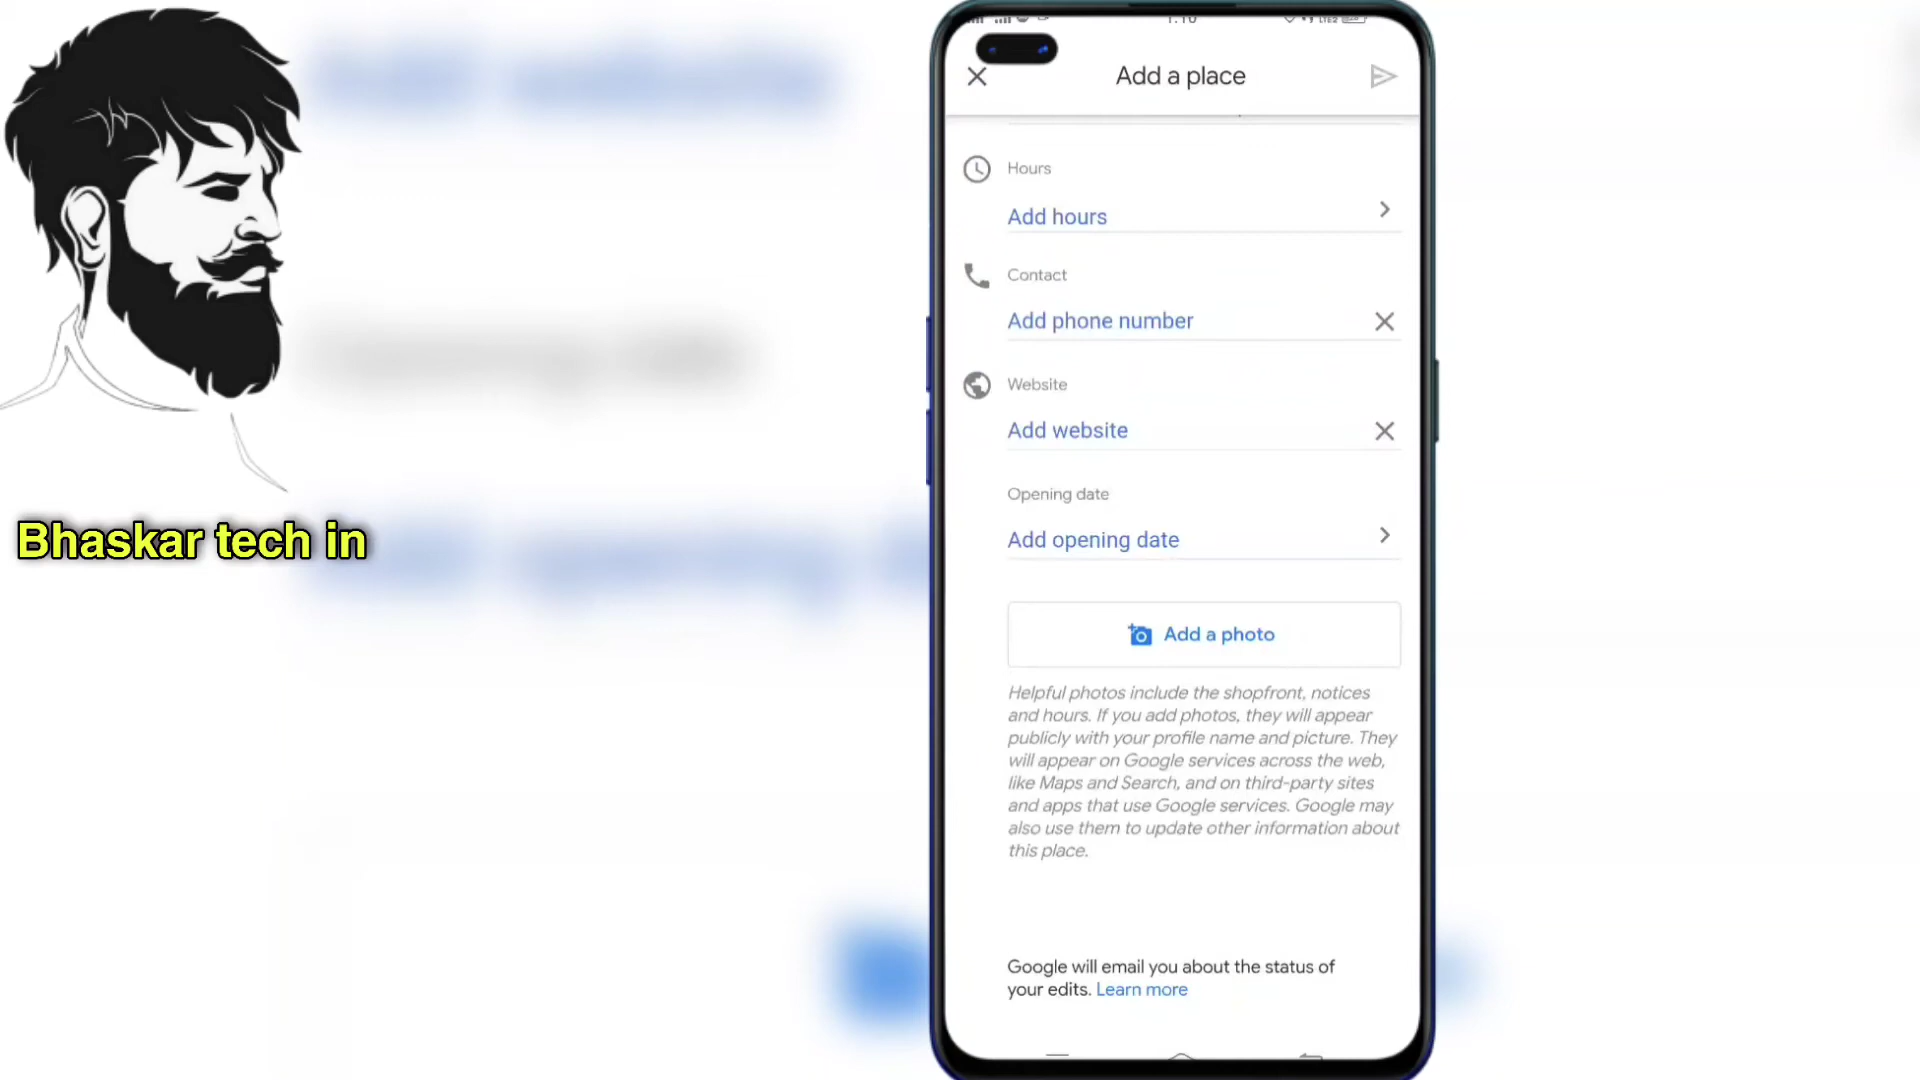 Add a place
Hours
Add hours
Contact
Add phone number
Website
Add website
Opening date
Add opening date
Add a photo
Helpful photos include the shopfront, notices
and hours. If you add photos, they will appear
publicly with your profile name and picture. They
will appear on Google services across the web,
like Maps and Search, and on third-party sites
and apps that use Google services. Google may
also use them to update other information about
this place.
Google will email you about the status of
your edits. Learn more
Bhaskar tech in